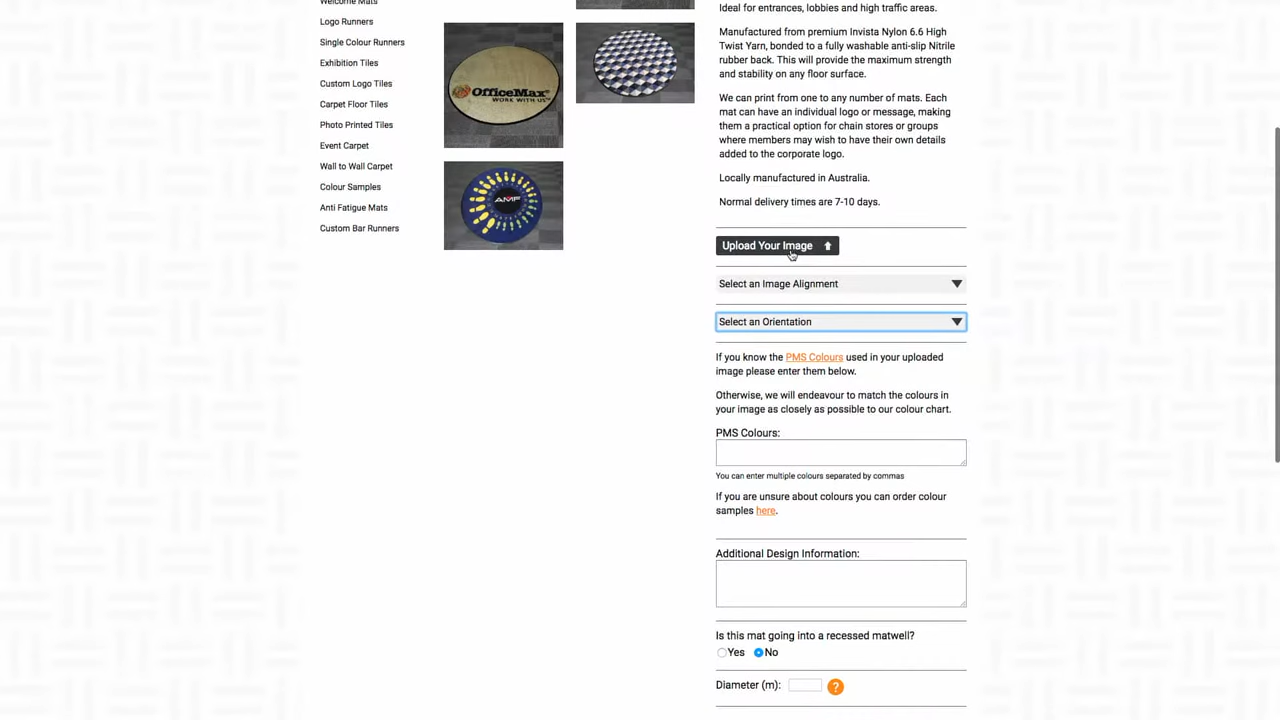 Welcome Mats
Logo Runners
Single Colour Runners
Exhibition Tiles
Custom Logo Tiles
Carpet Floor Tiles
Photo Printed Tiles
Event Carpet
Wall to Wall Carpet
Colour Samples
Anti Fatigue Mats
Custom Bar Runners
OfficeMax
WORK WITH US
AMF
Ideal for entrances, lobbies and high traffic areas.
Manufactured from premium Invista Nylon 6.6 High
Twist Yarn, bonded to a fully washable anti-slip Nitrile
rubber back. This will provide the maximum strength
and stability on any floor surface.
We can print from one to any number of mats. Each
mat can have an individual logo or message, making
them a practical option for chain stores or groups
where members may wish to have their own details
added to the corporate logo.
Locally manufactured in Australia.
Normal delivery times are 7-10 days.
Upload Your Image
Select an Image Alignment
Select an Orientation
If you know the PMS Colours used in your uploaded
image please enter them below.
Otherwise, we will endeavour to match the colours in
your image as closely as possible to our colour chart.
PMS Colours:
You can enter multiple colours separated by commas
If you are unsure about colours you can order colour
samples here.
Additional Design Information:
Is this mat going into a recessed matwell?
Yes No
Diameter (m): ?